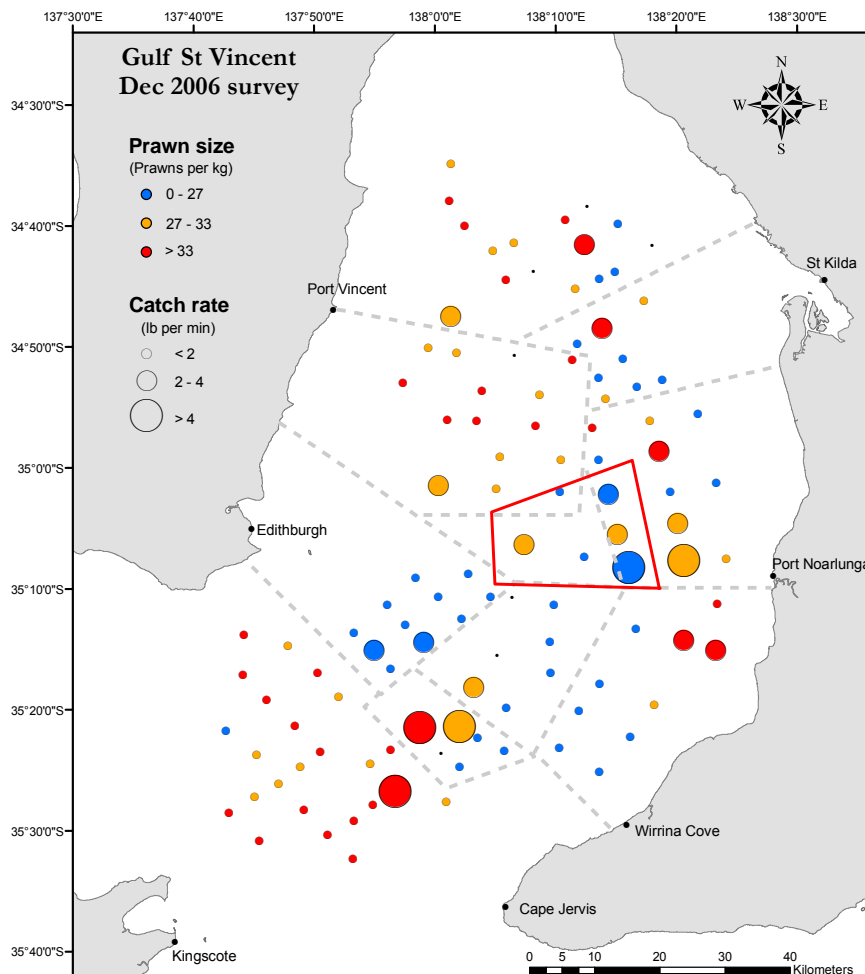 137°30'0"E 137°40'0"E 137°50'0"E 138°0'0"E 138°10'0"E 138°20'0"E 138°30'0"E
Gulf St Vincent
Dec 2006 survey
N
W E
S
34°30'0"S
Prawn size
(Prawns per kg)
0 - 27
27 - 33
> 33
34°40'0"S
St Kilda
Port Vincent
Catch rate
(lb per min)
< 2
2 - 4
> 4
34°50'0"S
35°0'0"S
Edithburgh
35°10'0"S
Port Noarlunga
35°20'0"S
35°30'0"S
Wirrina Cove
Cape Jervis
35°40'0"S
Kingscote
0 5 10 20 30 40
Kilometers